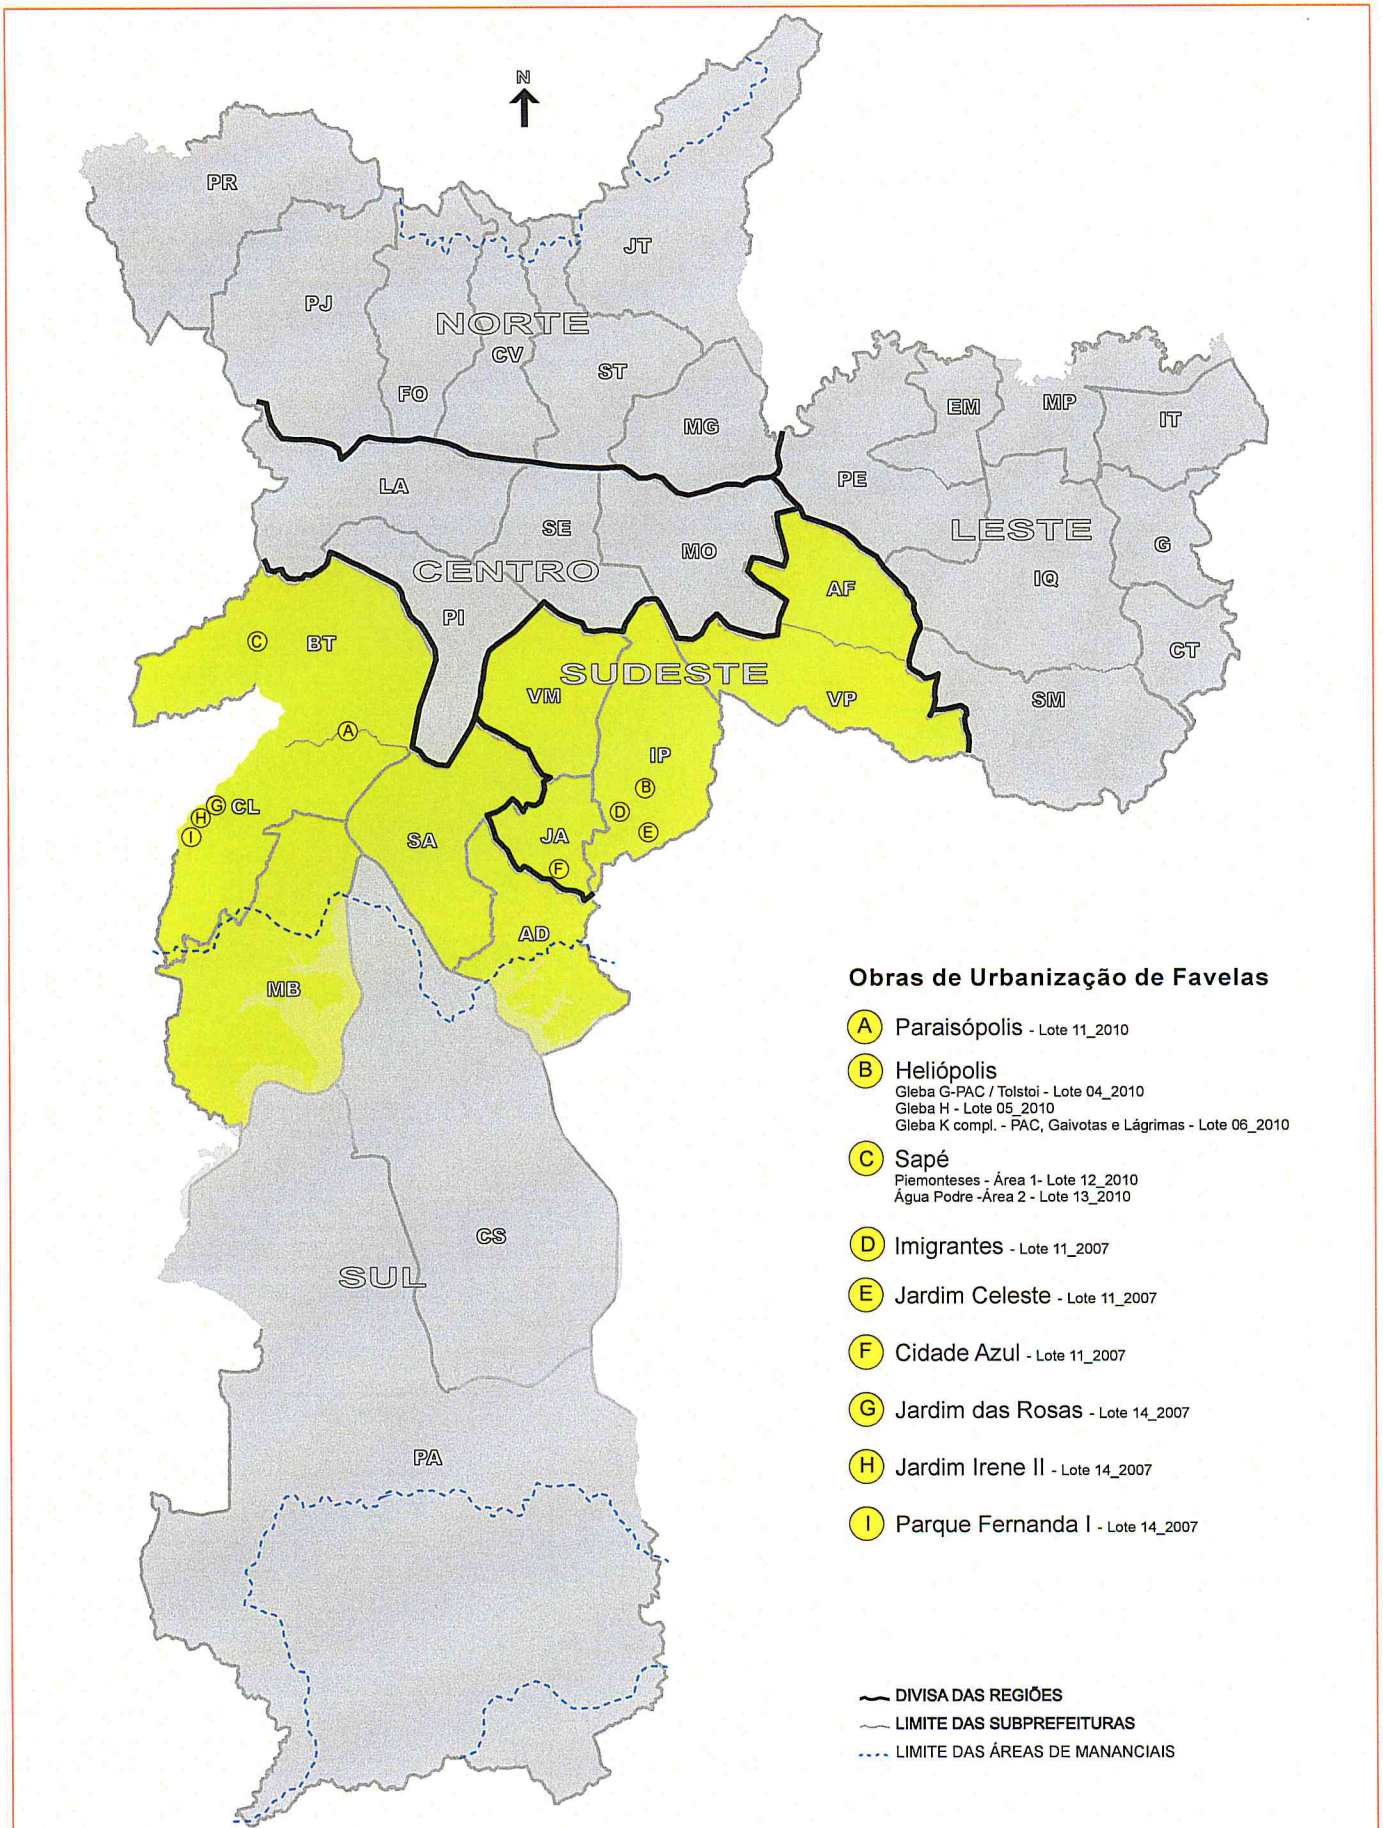 N
PR
JT
PJ
NORTE
CV
ST
FO
MG
EM
MP
IT
LA
PE
SE
MO
LESTE
G
CENTRO
IQ
AF
PI
C
BT
CT
SUDESTE
VM
VP
SM
A
IP
B
G
CL
H
D
I
SA
JA
E
F
AD
MB
CS
SUL
PA
Obras de Urbanização de Favelas
A Paraisópolis - Lote 11_2010
B Heliópolis
Gleba G-PAC / Tolstoi - Lote 04_2010
Gleba H - Lote 05_2010
Gleba K compl. - PAC, Gaivotas e Lágrimas - Lote 06_2010
C Sapé
Piemonteses - Área 1- Lote 12_2010
Água Podre -Área 2 - Lote 13_2010
D Imigrantes - Lote 11_2007
E Jardim Celeste - Lote 11_2007
F Cidade Azul - Lote 11_2007
G Jardim das Rosas - Lote 14_2007
H Jardim Irene II - Lote 14_2007
I Parque Fernanda I - Lote 14_2007
DIVISA DAS REGIÕES
LIMITE DAS SUBPREFEITURAS
LIMITE DAS ÁREAS DE MANANCIAIS